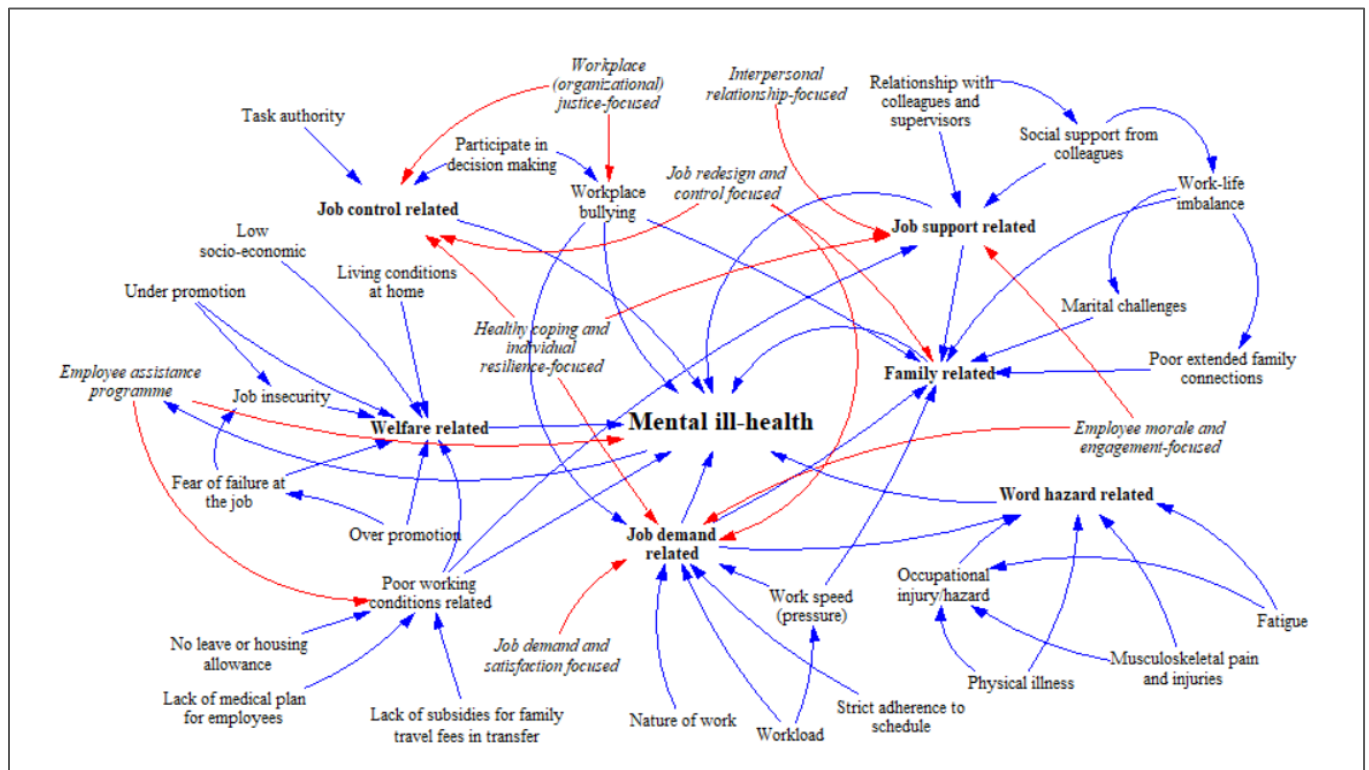 Workplace
(organizational)
justice-focused
Interpersonal
relationship-focused
Relationship with
colleagues and
supervisors
Task authority
Participate in
decision making
Social support from
colleagues
Job redesign and
control focused
Workplace
bullying
Work-life
imbalance
Job control related
Job support related
Low
socio-economic
Living conditions
at home
Under promotion
Marital challenges
Healthy coping and
individual
resilience-focused
Employee assistance
programme
Job insecurity
Family related
Poor extended family
connections
Welfare related
Mental ill-health
Employee morale and
engagement-focused
Fear of failure at
the job
Word hazard related
Over promotion
Job demand
related
Poor working
conditions related
Work speed
(pressure)
Occupational
injury/hazard
Fatigue
No leave or housing
allowance
Job demand and
satisfaction focused
Musculoskeletal pain
and injuries
Physical illness
Lack of medical plan
for employees
Lack of subsidies for family
travel fees in transfer
Nature of work
Workload
Strict adherence to
schedule